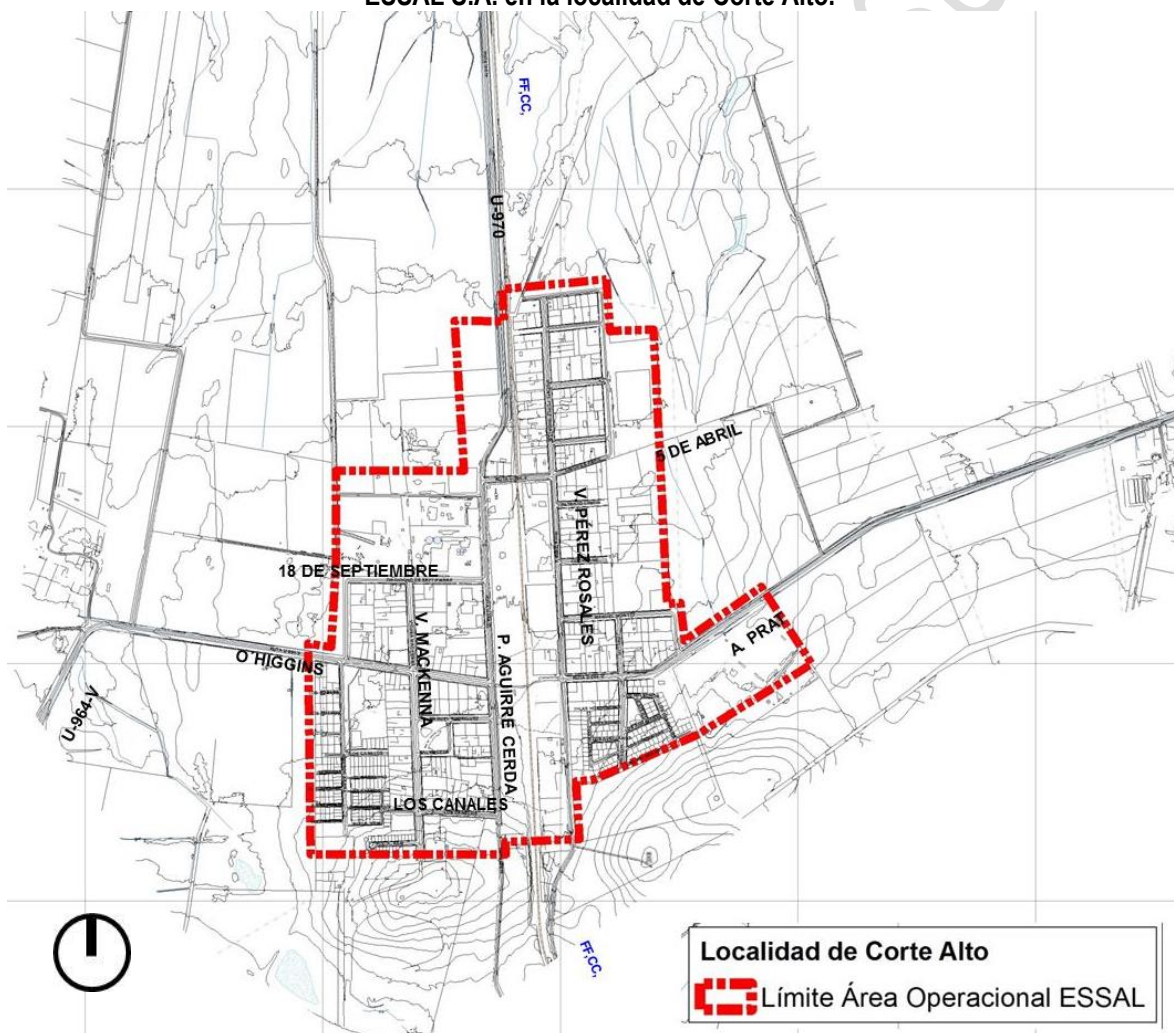 ESSAL S.A. en la localidad de Corte Alto.
FF,CC,
U-970
5 DE ABRIL
V. PÉREZ ROSALES
18 DE SEPTIEMBRE
A. PRAT
V. MACKENNA
P. AGUIRRE CERDA
O'HIGGINS
U-964-V
LOS CANALES
FF,CC,
Localidad de Corte Alto
Límite Área Operacional ESSAL